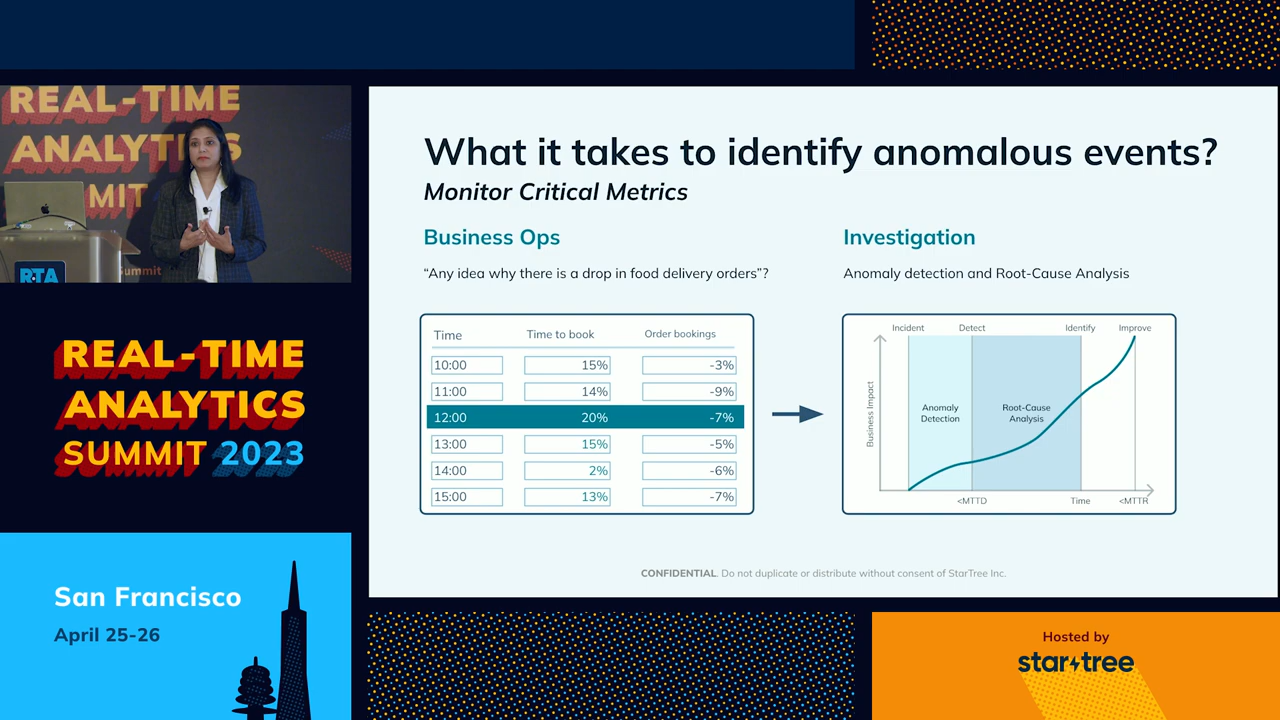 REAL-TIME
ANALYTICS
SUMMIT
RTA
Summit
REAL-TIME
ANALYTICS
SUMMIT 2023
San Francisco
April 25-26
What it takes to identify anomalous events?
Monitor Critical Metrics
Business Ops
“Any idea why there is a drop in food delivery orders”?
Time Time to book Order bookings
10:00 15% -3%
11:00 14% -9%
12:00 20% -7%
13:00 15% -5%
14:00 2% -6%
15:00 13% -7%
Investigation
Anomaly detection and Root-Cause Analysis
Incident Detect Identify Improve
Business Impact
Anomaly
Detection
Root-Cause
Analysis
<MTTD Time <MTTR
CONFIDENTIAL. Do not duplicate or distribute without consent of StarTree Inc.
Hosted by
startree